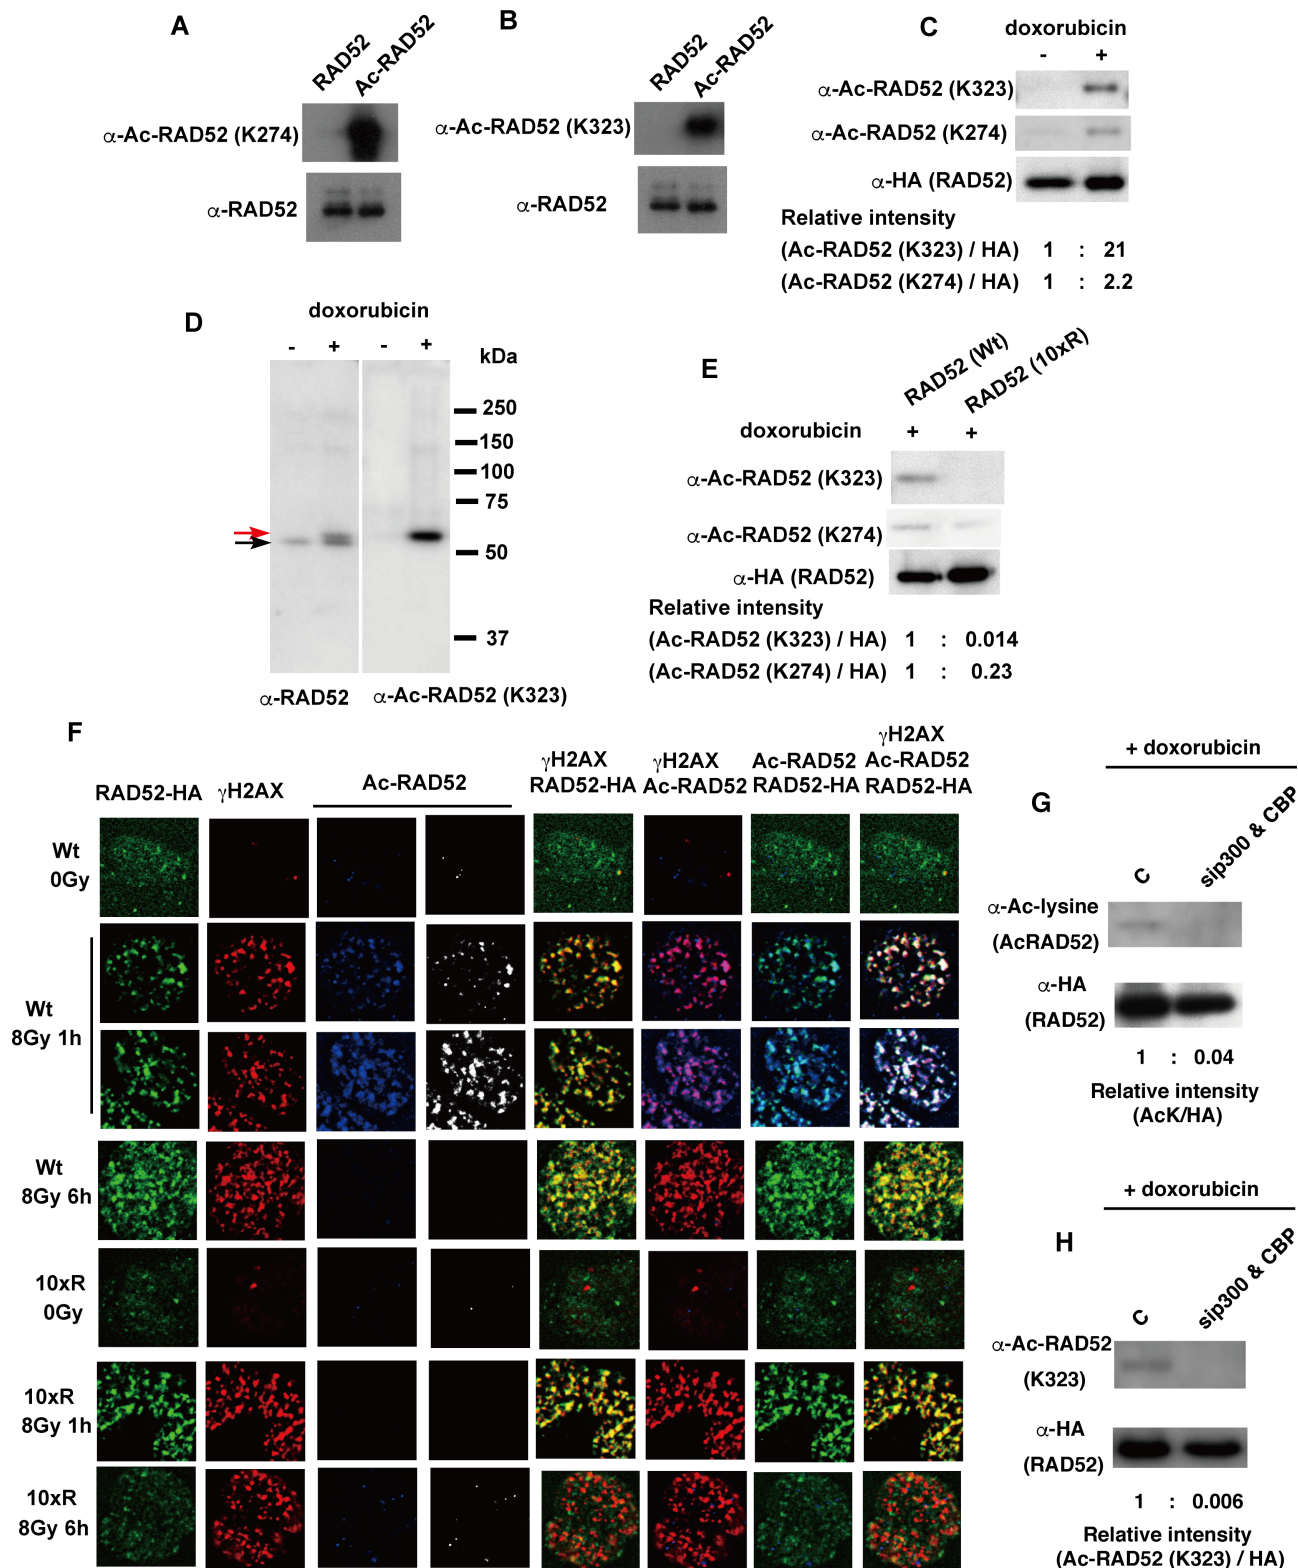 A
RAD52
Ac-RAD52
α-Ac-RAD52 (K274)
α-RAD52
B
RAD52
Ac-RAD52
α-Ac-RAD52 (K323)
α-RAD52
C
doxorubicin
- +
α-Ac-RAD52 (K323)
α-Ac-RAD52 (K274)
α-HA (RAD52)
Relative intensity
(Ac-RAD52 (K323) / HA) 1 : 21
(Ac-RAD52 (K274) / HA) 1 : 2.2
D
doxorubicin
- + - +
kDa
250
150
100
75
50
37
α-RAD52
α-Ac-RAD52 (K323)
E
RAD52 (Wt)
RAD52 (10xR)
doxorubicin + +
α-Ac-RAD52 (K323)
α-Ac-RAD52 (K274)
α-HA (RAD52)
Relative intensity
(Ac-RAD52 (K323) / HA) 1 : 0.014
(Ac-RAD52 (K274) / HA) 1 : 0.23
F
RAD52-HA
γH2AX
Ac-RAD52
γH2AX
RAD52-HA
γH2AX
Ac-RAD52
Ac-RAD52
RAD52-HA
γH2AX
Ac-RAD52
RAD52-HA
Wt
0Gy
Wt
8Gy 1h
Wt
8Gy 6h
10xR
0Gy
10xR
8Gy 1h
10xR
8Gy 6h
G
+ doxorubicin
C
sip300 & CBP
α-Ac-lysine
(AcRAD52)
α-HA
(RAD52)
1 : 0.04
Relative intensity
(AcK/HA)
H
+ doxorubicin
C
sip300 & CBP
α-Ac-RAD52
(K323)
α-HA
(RAD52)
1 : 0.006
Relative intensity
(Ac-RAD52 (K323) / HA)